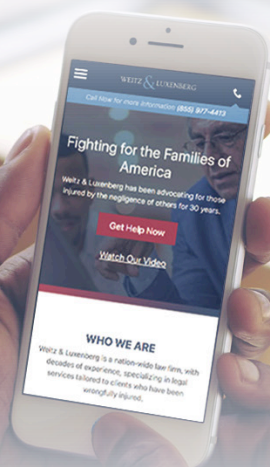 WEITZ & LUXENBERG
Call Now for more information (855) 977-4413
Fighting for the Families of
America
Weitz & Luxenberg has been advocating for those
injured by the negligence of others for 30 years.
Get Help Now
Watch Our Video
WHO WE ARE
Weitz & Luxenberg is a nation-wide law firm, with
decades of experience, specializing in legal
services tailored to clients who have been
wrongfully injured.